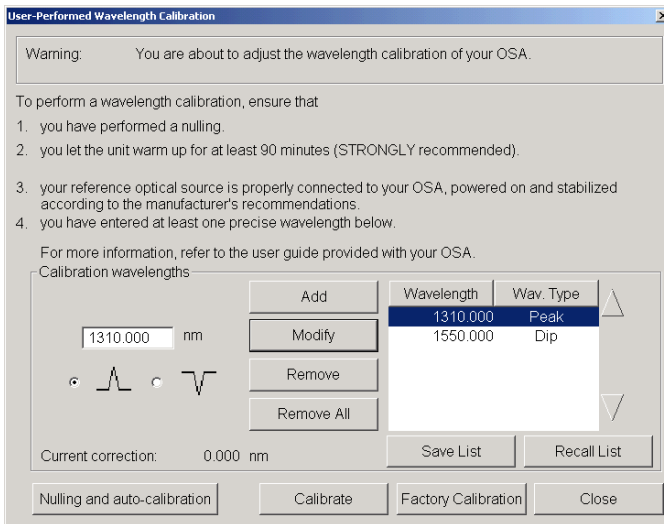 User-Performed Wavelength Calibration
Warning: You are about to adjust the wavelength calibration of your OSA.
To perform a wavelength calibration, ensure that
1. you have performed a nulling.
2. you let the unit warm up for at least 90 minutes (STRONGLY recommended).
3. your reference optical source is properly connected to your OSA, powered on and stabilized
according to the manufacturer's recommendations.
4. you have entered at least one precise wavelength below.
For more information, refer to the user guide provided with your OSA.
Calibration wavelengths
Add
Wavelength Wav. Type
1310.000 Peak
1310.000 nm
Modify
1550.000 Dip
Remove
Remove All
Current correction: 0.000 nm
Save List
Recall List
Nulling and auto-calibration
Calibrate
Factory Calibration
Close